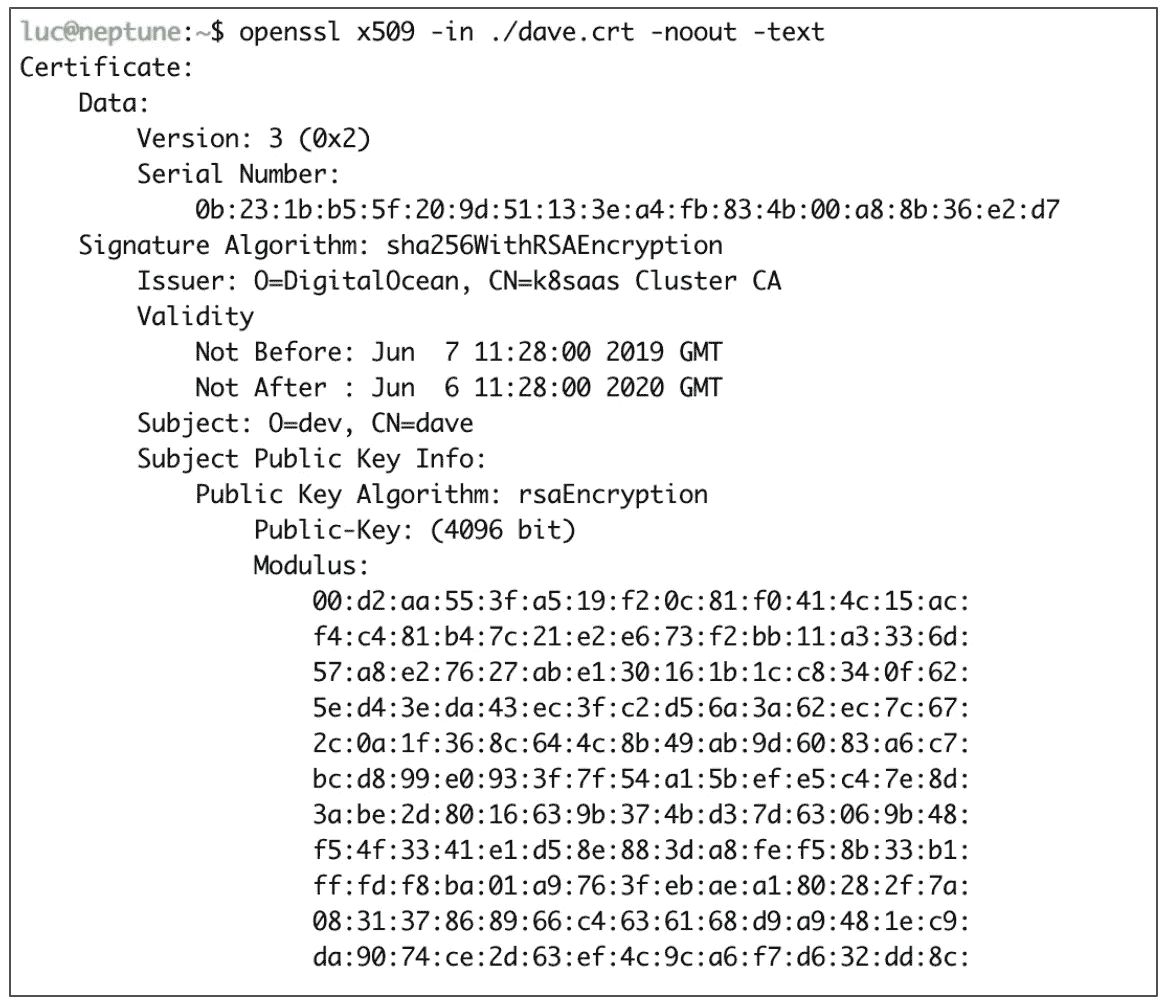 luc@neptune:~$ openssl x509 -in ./dave.crt -noout -text
Certificate:
    Data:
        Version: 3 (0x2)
        Serial Number:
            0b:23:1b:b5:5f:20:9d:51:13:3e:a4:fb:83:4b:00:a8:8b:36:e2:d7
    Signature Algorithm: sha256WithRSAEncryption
        Issuer: O=DigitalOcean, CN=k8saas Cluster CA
        Validity
            Not Before: Jun  7 11:28:00 2019 GMT
            Not After : Jun  6 11:28:00 2020 GMT
        Subject: O=dev, CN=dave
        Subject Public Key Info:
            Public Key Algorithm: rsaEncryption
                Public-Key: (4096 bit)
                Modulus:
                    00:d2:aa:55:3f:a5:19:f2:0c:81:f0:41:4c:15:ac:
                    f4:c4:81:b4:7c:21:e2:e6:73:f2:bb:11:a3:33:6d:
                    57:a8:e2:76:27:ab:e1:30:16:1b:1c:c8:34:0f:62:
                    5e:d4:3e:da:43:ec:3f:c2:d5:6a:3a:62:ec:7c:67:
                    2c:0a:1f:36:8c:64:4c:8b:49:ab:9d:60:83:a6:c7:
                    bc:d8:99:e0:93:3f:7f:54:a1:5b:ef:e5:c4:7e:8d:
                    3a:be:2d:80:16:63:9b:37:4b:d3:7d:63:06:9b:48:
                    f5:4f:33:41:e1:d5:8e:88:3d:a8:fe:f5:8b:33:b1:
                    ff:fd:f8:ba:01:a9:76:3f:eb:ae:a1:80:28:2f:7a:
                    08:31:37:86:89:66:c4:63:61:68:d9:a9:48:1e:c9:
                    da:90:74:ce:2d:63:ef:4c:9c:a6:f7:d6:32:dd:8c: